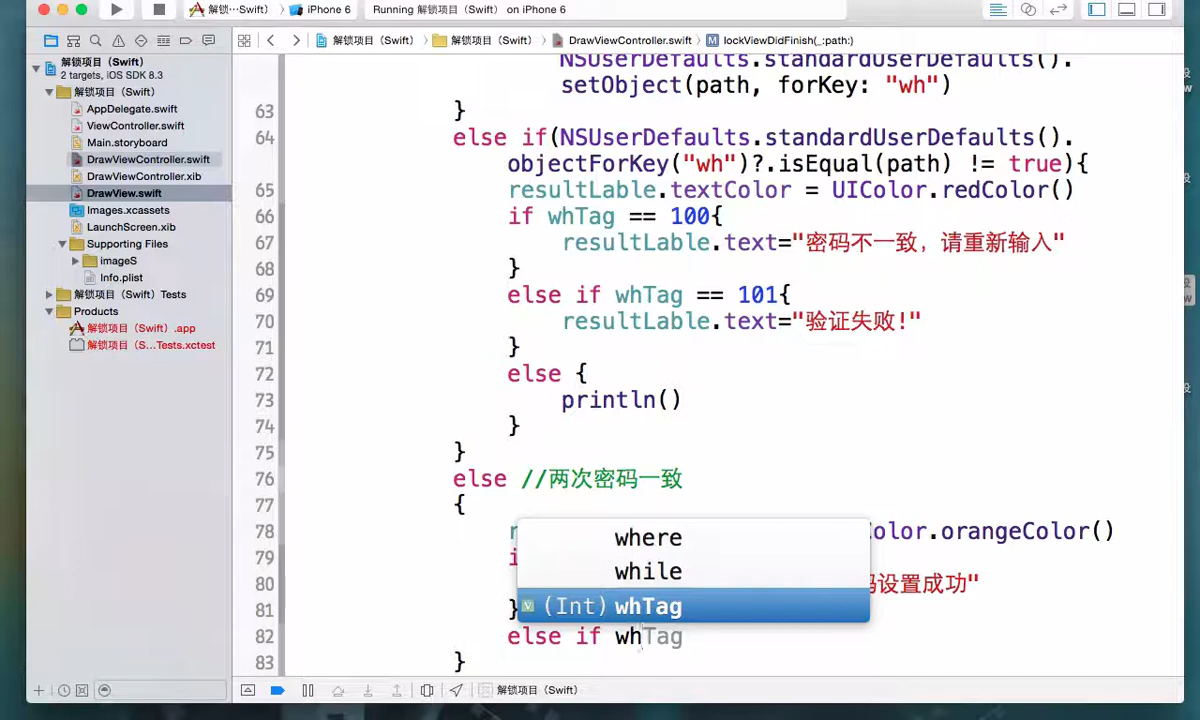 解锁…Swift） iPhone 6 Running 解锁项目（Swift） on iPhone 6
解锁项目（Swift） 解锁项目（Swift） DrawViewController.swift M lockViewDidFinish(_:path:)
解锁项目（Swift）
2 targets, iOS SDK 8.3
解锁项目（Swift）
AppDelegate.swift
ViewController.swift
Main.storyboard
DrawViewController.swift
DrawViewController.xib
DrawView.swift
Images.xcassets
LaunchScreen.xib
Supporting Files
imageS
Info.plist
解锁项目（Swift）Tests
Products
解锁项目（Swift）.app
解锁项目（S…Tests.xctest
NSUserDefaults.standardUserDefaults().
setObject(path, forKey: "wh")
63 }
64 else if(NSUserDefaults.standardUserDefaults().
objectForKey("wh")?.isEqual(path) != true){
65 resultLable.textColor = UIColor.redColor()
66 if whTag == 100{
67 resultLable.text="密码不一致，请重新输入"
68 }
69 else if whTag == 101{
70 resultLable.text="验证失败!"
71 }
72 else {
73 println()
74 }
75 }
76 else //两次密码一致
77 {
78 Color.orangeColor()
79
80 设置成功"
81 }
82 else if whTag
83 }
where
while
V (Int) whTag
解锁项目（Swift）